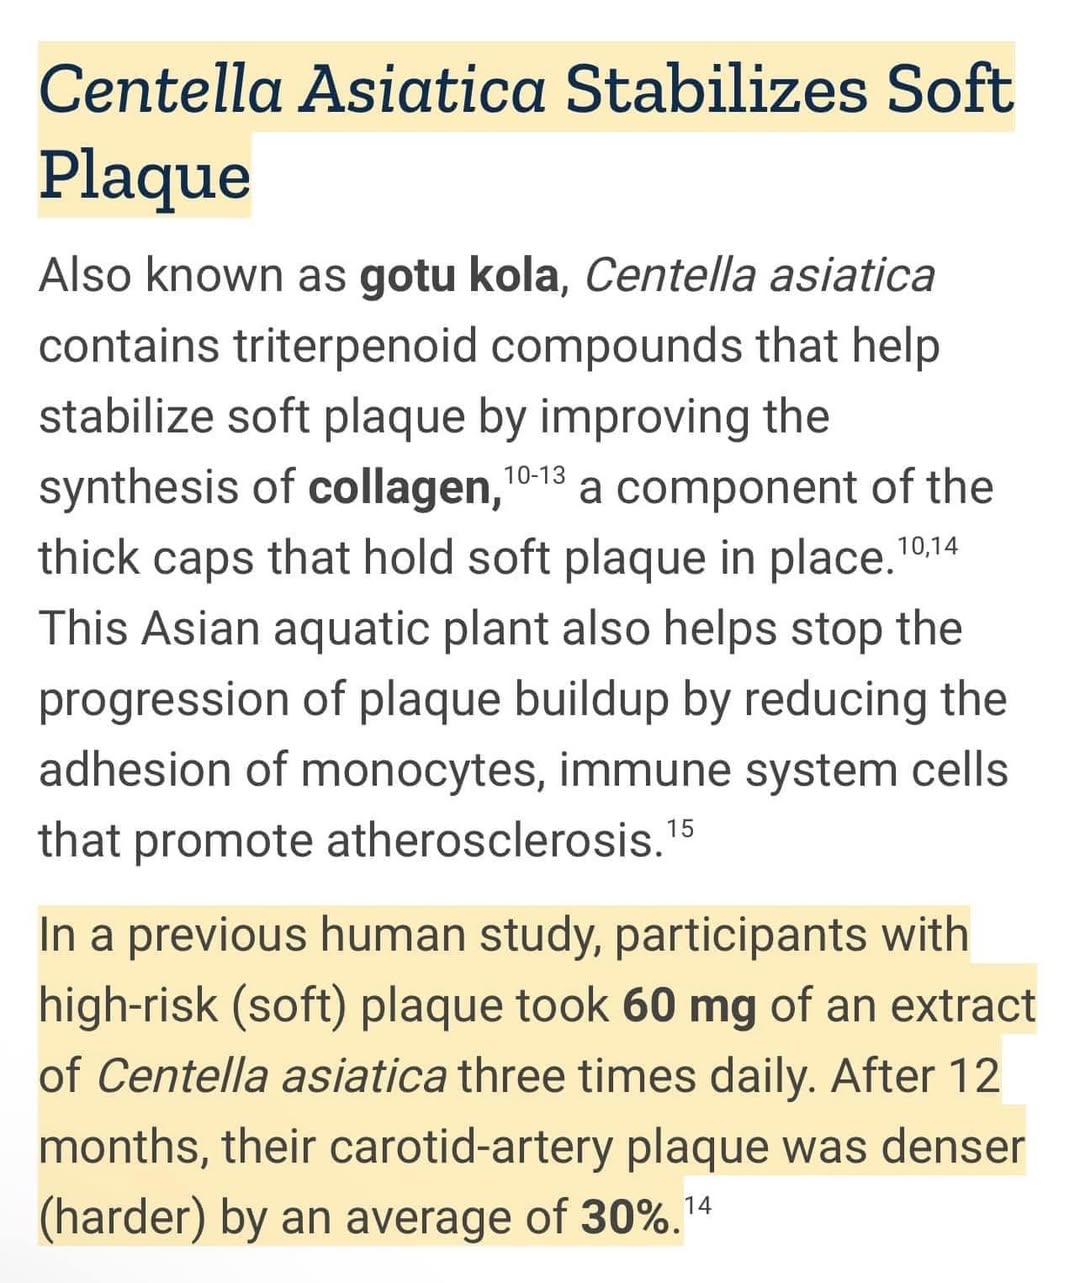 Centella Asiatica Stabilizes Soft
Plaque
Also known as gotu kola, Centella asiatica
contains triterpenoid compounds that help
stabilize soft plaque by improving the
synthesis of collagen,10-13 a component of the
thick caps that hold soft plaque in place.10,14
This Asian aquatic plant also helps stop the
progression of plaque buildup by reducing the
adhesion of monocytes, immune system cells
that promote atherosclerosis.15
In a previous human study, participants with
high-risk (soft) plaque took 60 mg of an extract
of Centella asiatica three times daily. After 12
months, their carotid-artery plaque was denser
(harder) by an average of 30%.14